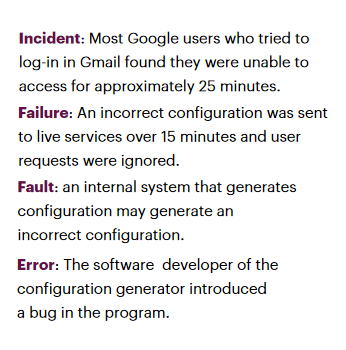 Incident: Most Google users who tried to
log-in in Gmail found they were unable to
access for approximately 25 minutes.
Failure: An incorrect configuration was sent
to live services over 15 minutes and user
requests were ignored.
Fault: an internal system that generates
configuration may generate an
incorrect configuration.
Error: The software  developer of the
configuration generator introduced
a bug in the program.